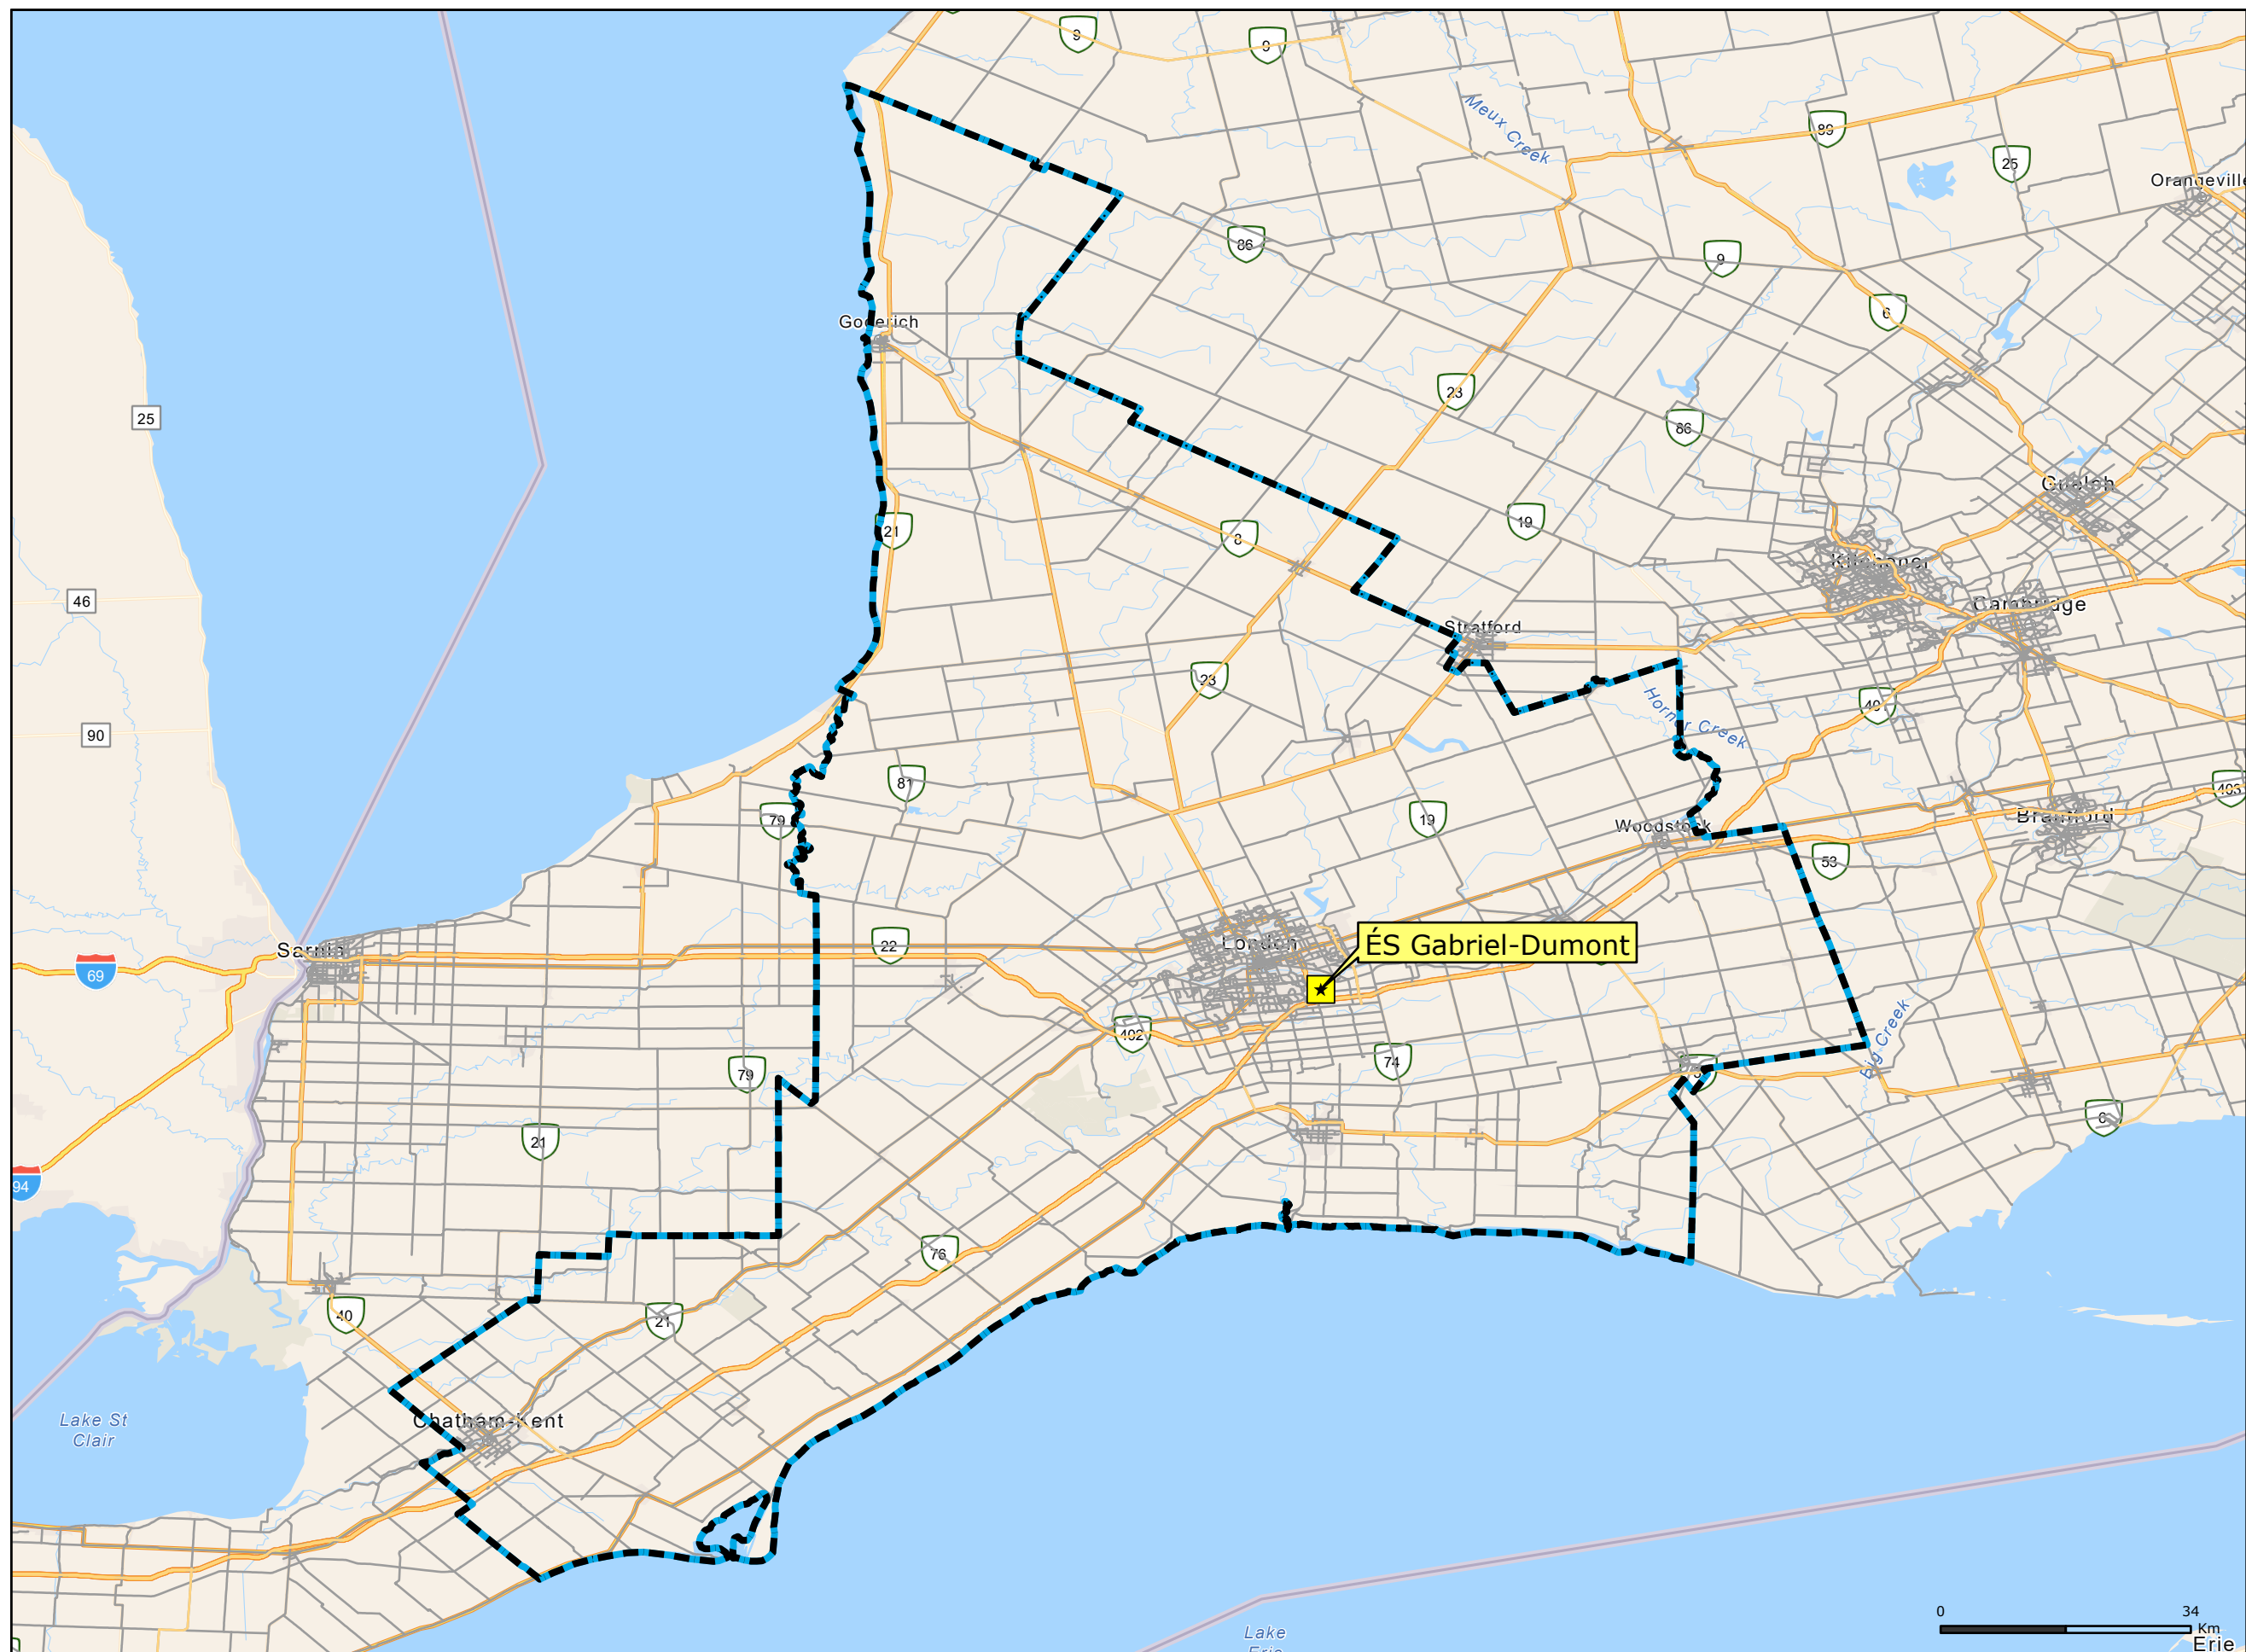 9
9
Meux Creek
89
25
Orangeville
86
9
6
Goderich
25
23
86
Guelph
21
8
19
Kitchener
46
Cambridge
Stratford
23
Horner Creek
401
90
81
403
79
19
Woodstock
Brantford
53
Sarnia
22
London
ÉS Gabriel-Dumont
69
402
74
Big Creek
79
3
6
21
94
76
40
21
Lake St
Clair
Chatham-Kent
0
34
Km
Lake
Erie
Erie